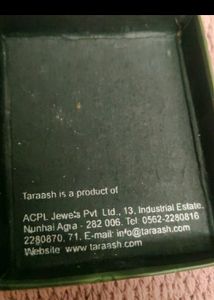 Taraash is a product of
ACPL Jewels Pvt. Ltd., 13, Industrial Estate,
Nunhai Agra - 282 006. Tel: 0562-2280816
2280870, 71. E-mail: info@taraash.com
Website: www.taraash.com